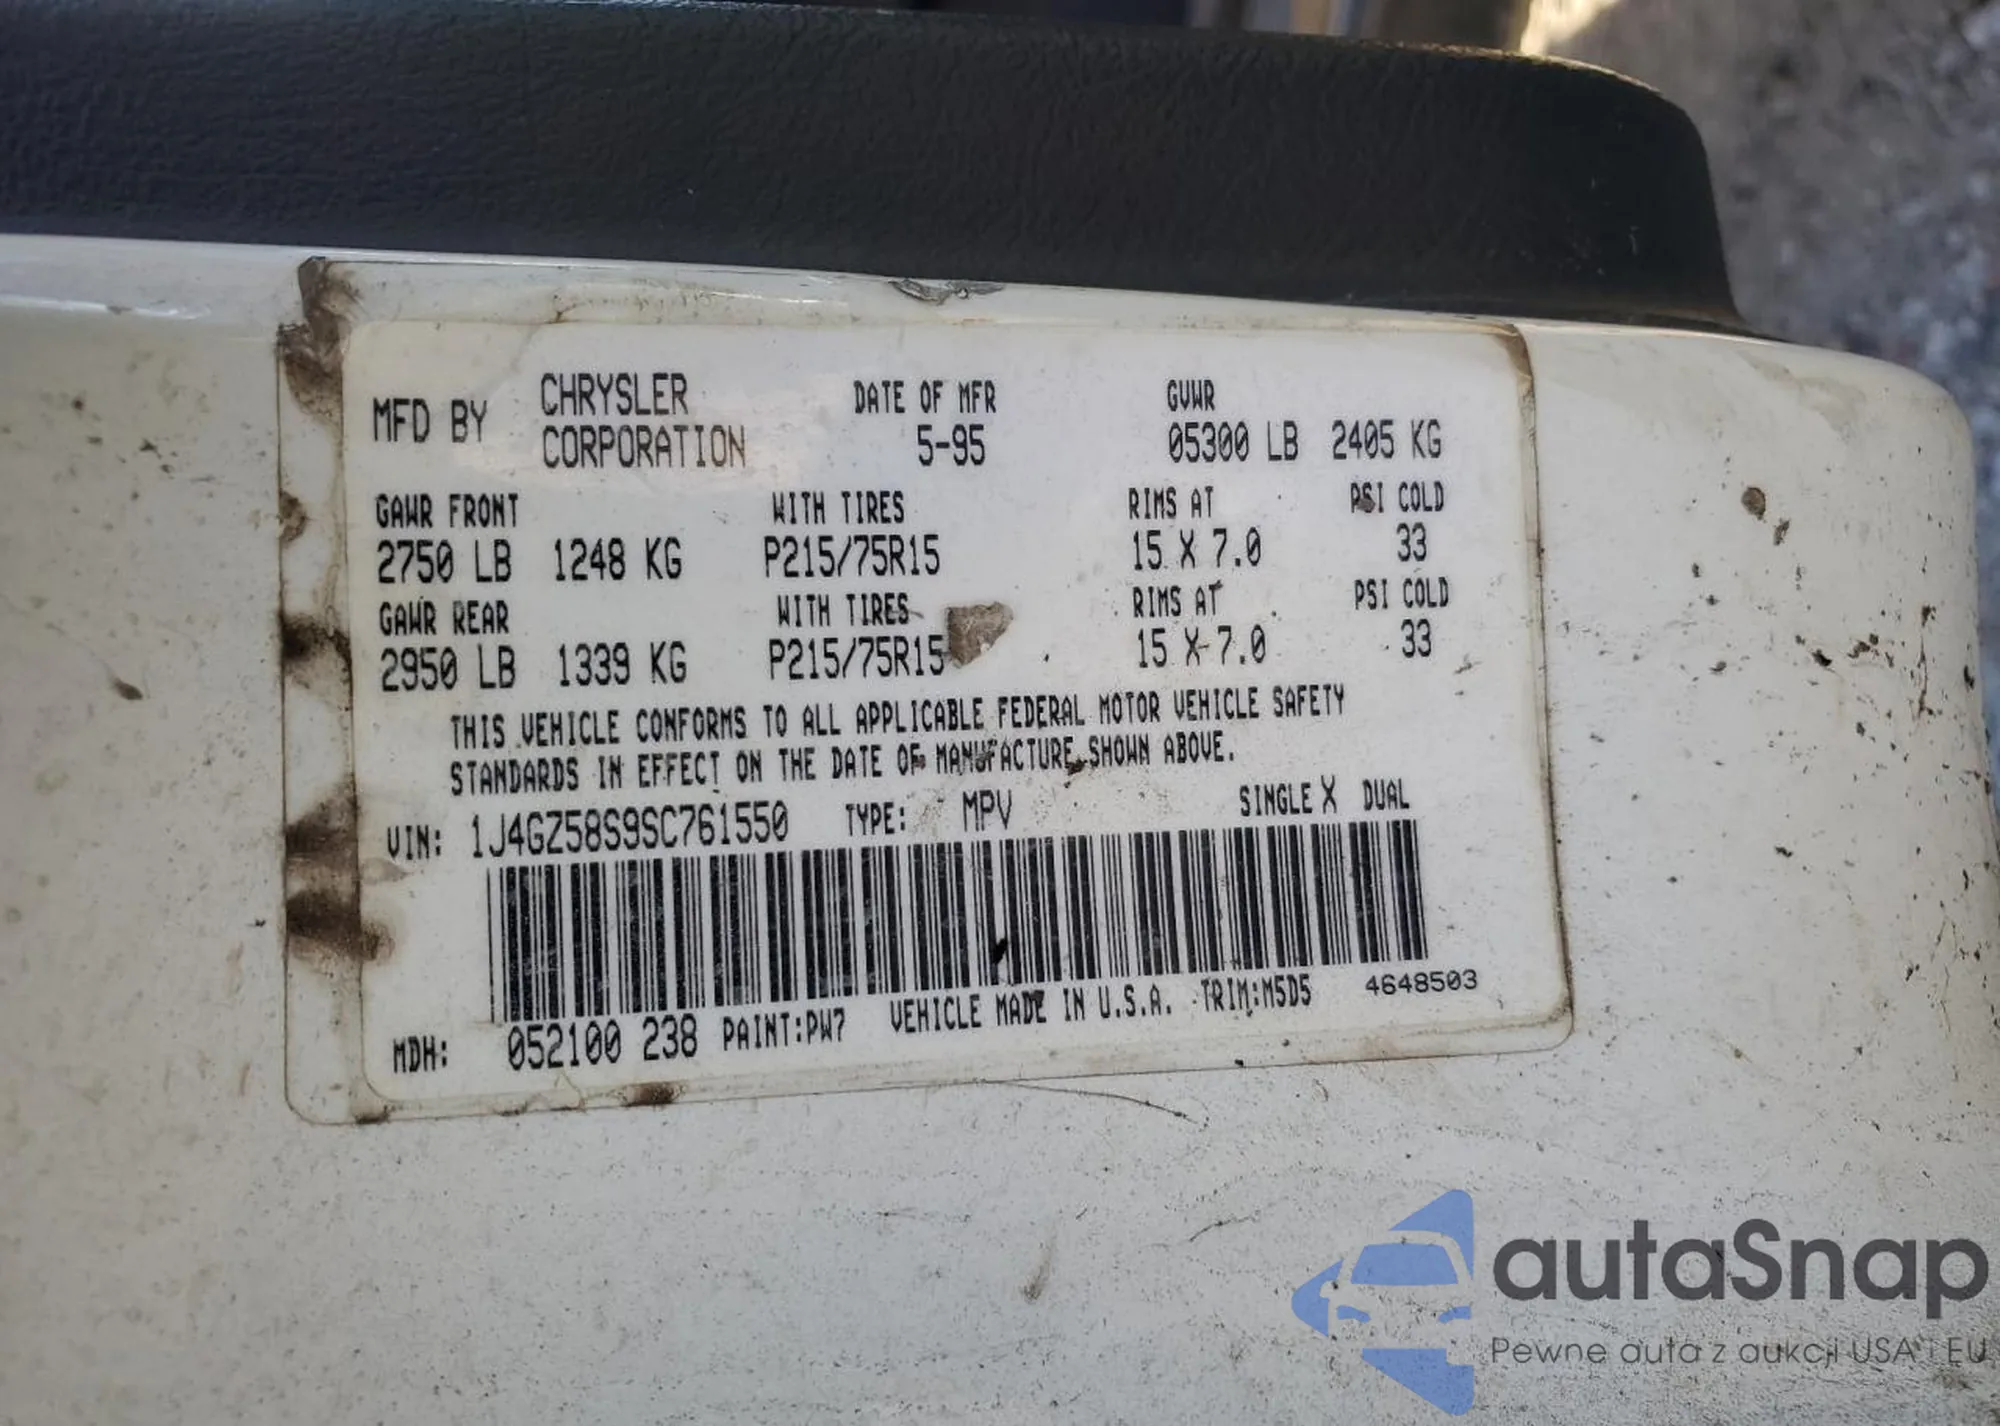 MFD BY CHRYSLER CORPORATION
DATE OF MFR 5-95
GVWR 05300 LB 2405 KG
GAWR FRONT WITH TIRES RIMS AT PSI COLD
2750 LB 1248 KG P215/75R15 15 X 7.0 33
GAWR REAR WITH TIRES RIMS AT PSI COLD
2950 LB 1339 KG P215/75R15 15 X 7.0 33
THIS VEHICLE CONFORMS TO ALL APPLICABLE FEDERAL MOTOR VEHICLE SAFETY
STANDARDS IN EFFECT ON THE DATE OF MANUFACTURE SHOWN ABOVE.
VIN: 1J4GZ58S9SC761550 TYPE: MPV SINGLE X DUAL
MDH: 052100 238 PAINT:PW7 VEHICLE MADE IN U.S.A. TRIM:M5D5 4648503
autaSnap
Pewne auta z aukcji USA i EU